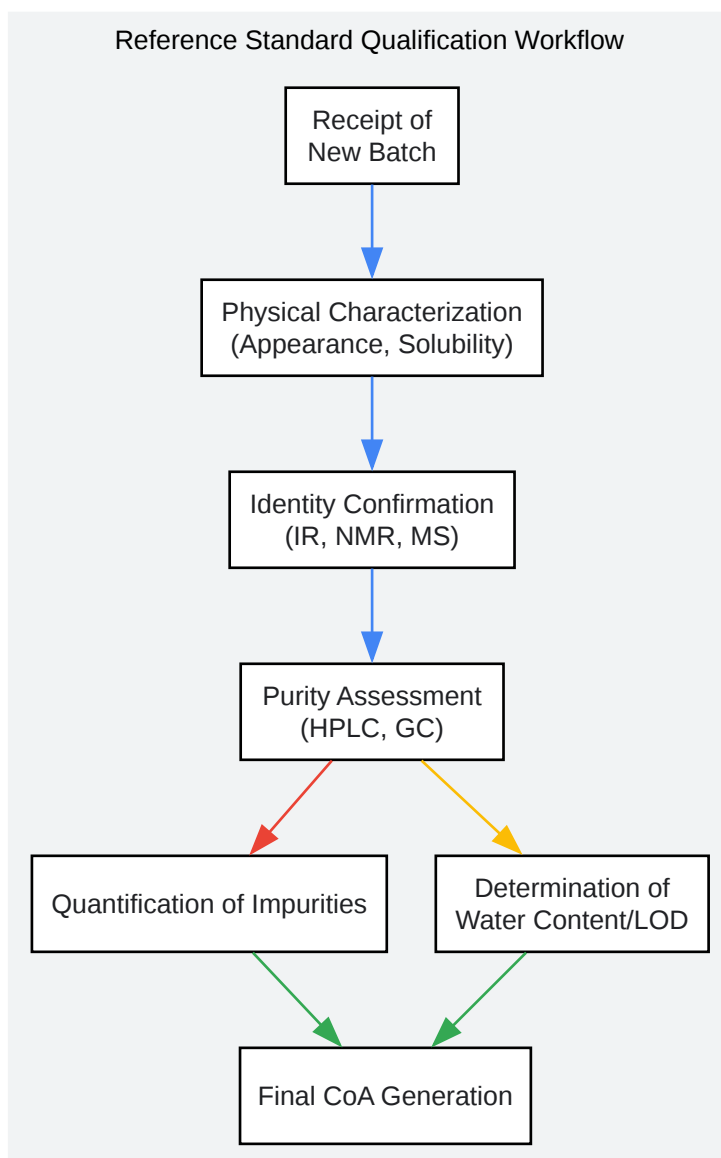 Reference Standard Qualification Workflow
Receipt of
New Batch
Physical Characterization
(Appearance, Solubility)
Identity Confirmation
(IR, NMR, MS)
Purity Assessment
(HPLC, GC)
Quantification of Impurities
Determination of
Water Content/LOD
Final CoA Generation